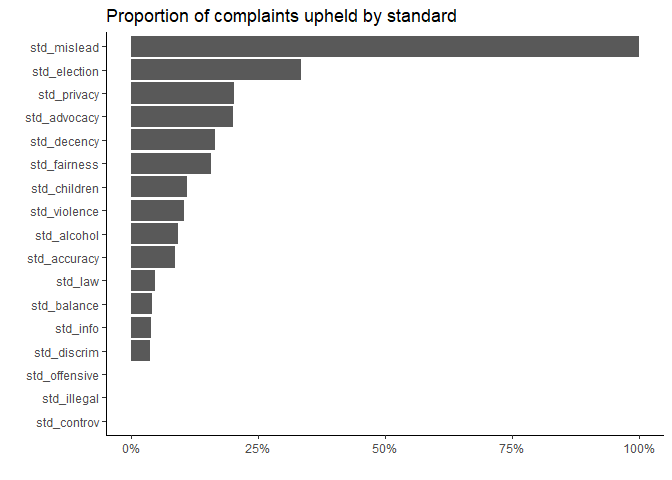 Proportion of complaints upheld by standard
std_mislead
std_election
std_privacy
std_advocacy
std_decency
std_fairness
std_children
std_violence
std_alcohol
std_accuracy
std_law
std_balance
std_info
std_discrim
std_offensive
std_illegal
std_controv
0% 25% 50% 75% 100%